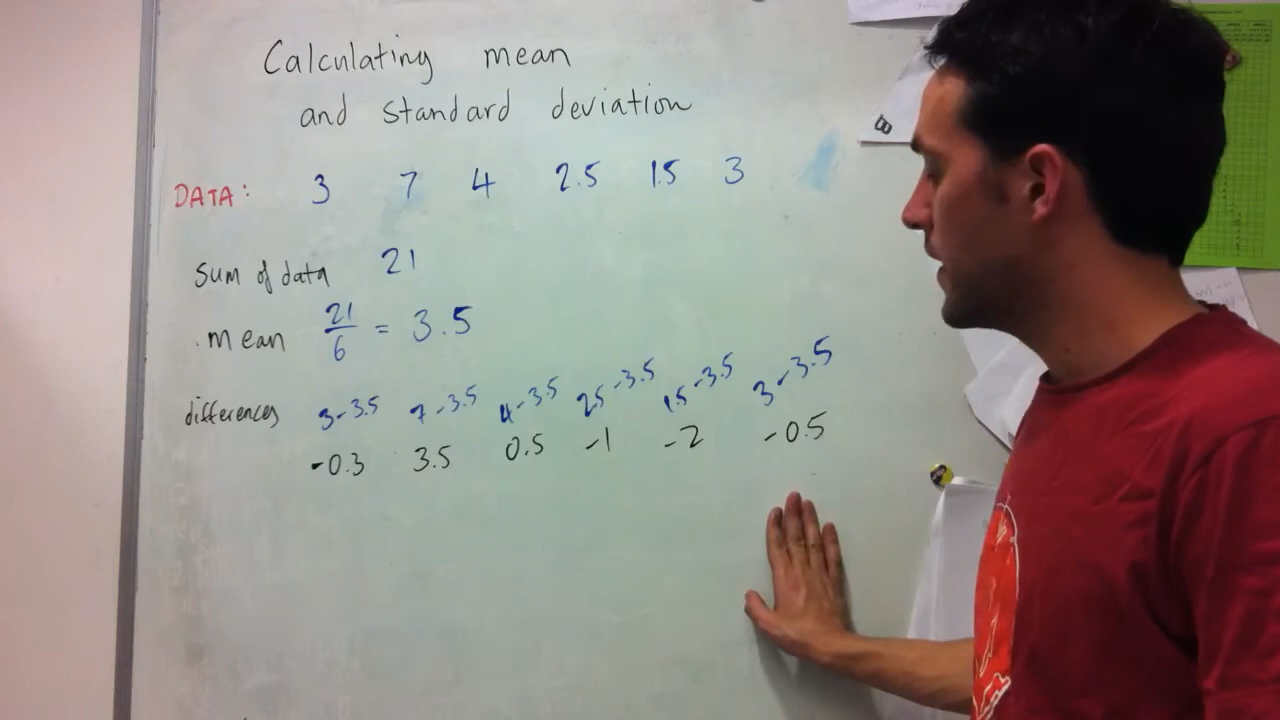 Calculating mean
and standard deviation
DATA: 3 7 4 2.5 1.5 3
sum of data 21
mean 21/6 = 3.5
differences 3-3.5 7-3.5 4-3.5 2.5-3.5 1.5-3.5 3-3.5
-0.3 3.5 0.5 -1 -2 -0.5